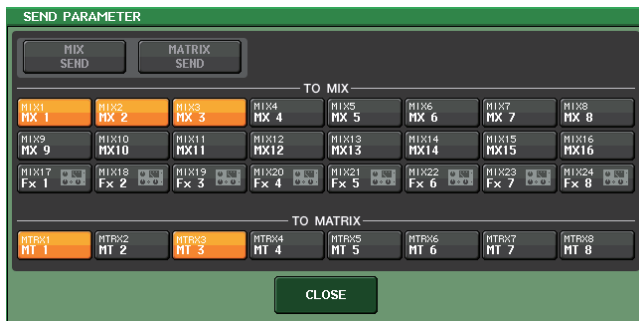 SEND PARAMETER
MIX SEND
MATRIX SEND
TO MIX
MIX1 MIX2 MIX3 MIX4 MIX5 MIX6 MIX7 MIX8
MX 1 MX 2 MX 3 MX 4 MX 5 MX 6 MX 7 MX 8
MIX9 MIX10 MIX11 MIX12 MIX13 MIX14 MIX15 MIX16
MX 9 MX10 MX11 MX12 MX13 MX14 MX15 MX16
MIX17 MIX18 MIX19 MIX20 MIX21 MIX22 MIX23 MIX24
Fx 1 Fx 2 Fx 3 Fx 4 Fx 5 Fx 6 Fx 7 Fx 8
TO MATRIX
MTRX1 MTRX2 MTRX3 MTRX4 MTRX5 MTRX6 MTRX7 MTRX8
MT 1 MT 2 MT 3 MT 4 MT 5 MT 6 MT 7 MT 8
CLOSE